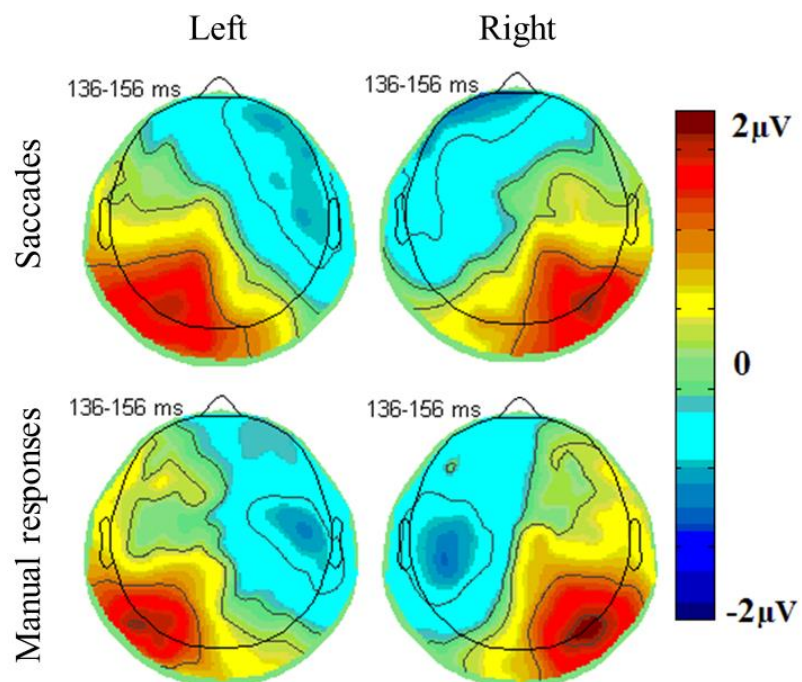 Left
Right
136-156 ms
136-156 ms
Saccades
2μV
0
-2μV
136-156 ms
136-156 ms
Manual responses